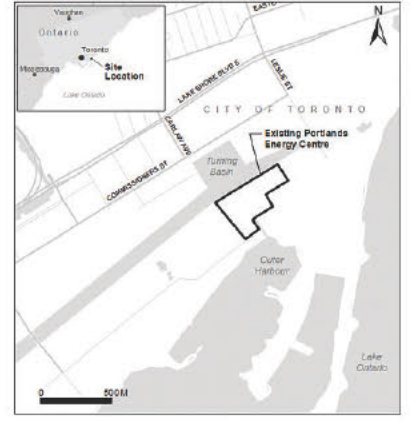 Vaughan
Ontario
Toronto
Site
Location
Mississauga
Lake Ontario
N
LAKE SHORE BLVD E
LESLIE ST
CITY OF TORONTO
CARLAW AVE
Existing Portlands
Energy Centre
Turning
Basin
COMMISSIONERS ST
Outer
Harbour
Lake
Ontario
0 500M